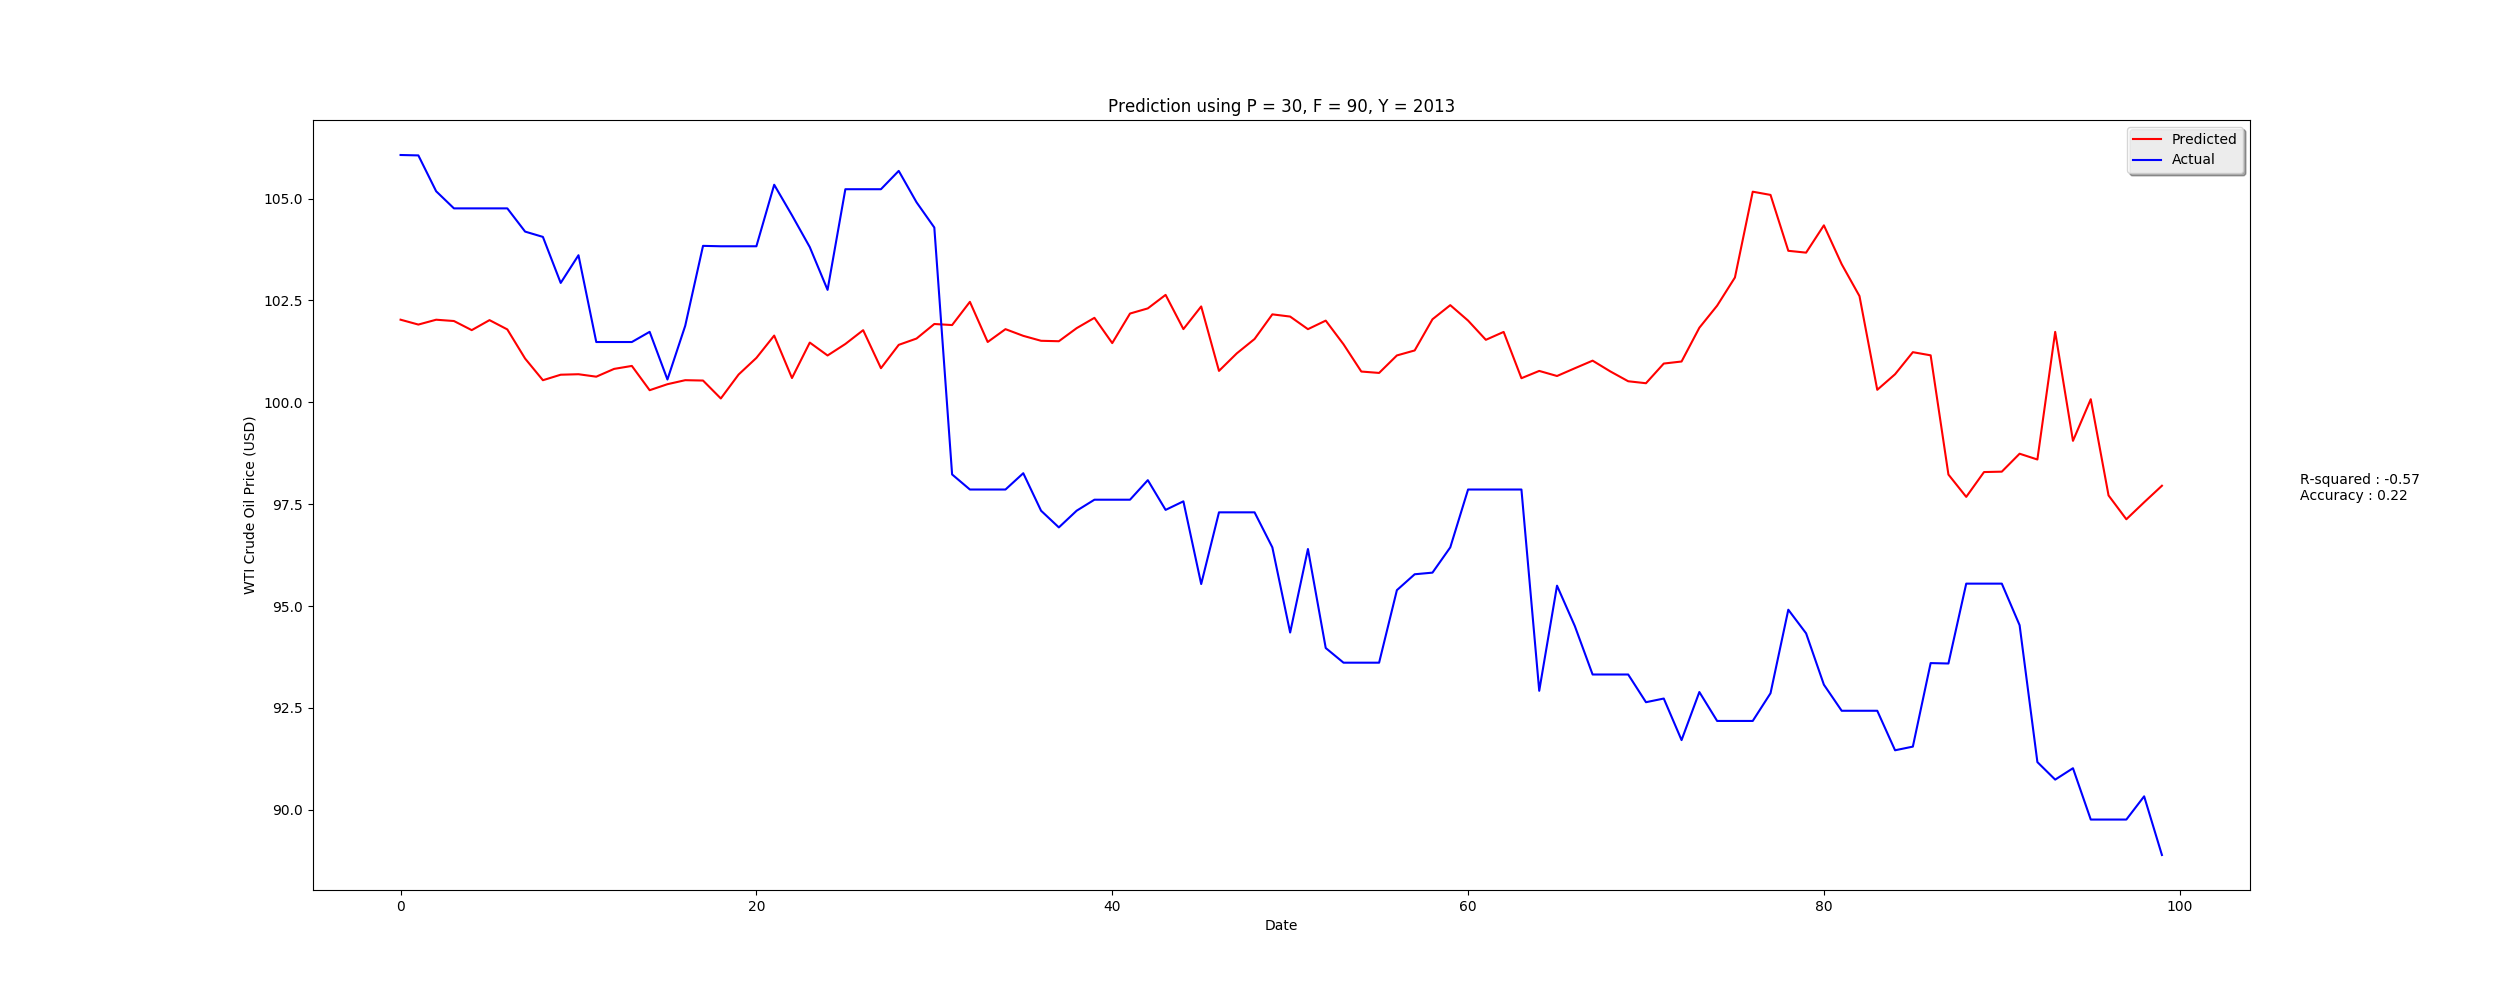 Prediction using P = 30, F = 90, Y = 2013
Predicted
Actual
105.0
102.5
100.0
97.5
95.0
92.5
90.0
WTI Crude Oil Price (USD)
R-squared : -0.57
Accuracy : 0.22
0 20 40 60 80 100
Date